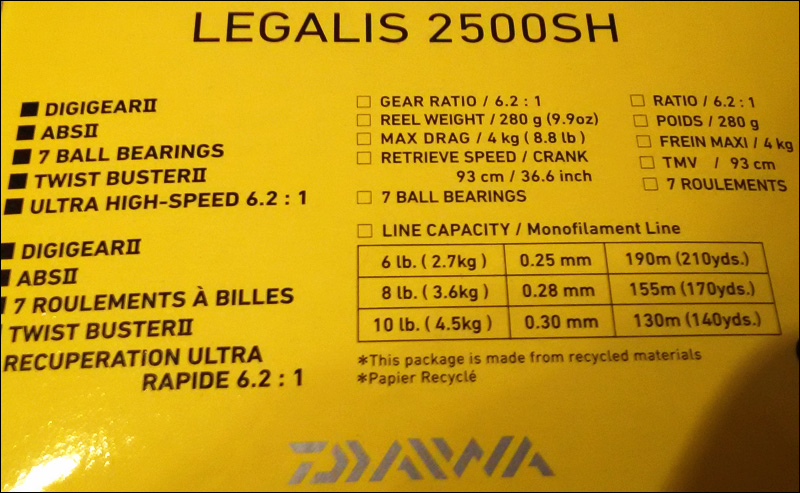 LEGALIS 2500SH
■ DIGIGEARⅡ
■ ABSⅡ
■ 7 BALL BEARINGS
■ TWIST BUSTERⅡ
■ ULTRA HIGH-SPEED 6.2 : 1
■ DIGIGEARⅡ
■ ABSⅡ
■ 7 ROULEMENTS À BILLES
TWIST BUSTERⅡ
RECUPERATiON ULTRA
RAPIDE 6.2 : 1
□ GEAR RATIO / 6.2 : 1
□ REEL WEIGHT / 280 g (9.9oz)
□ MAX DRAG / 4 kg ( 8.8 lb )
□ RETRIEVE SPEED / CRANK
93 cm / 36.6 inch
□ 7 BALL BEARINGS
□ RATIO / 6.2 : 1
□ POIDS / 280 g
□ FREIN MAXI / 4 kg
□ TMV / 93 cm
□ 7 ROULEMENTS
□ LINE CAPACITY / Monofilament Line
6 lb. ( 2.7kg ) 0.25 mm 190m (210yds.)
8 lb. ( 3.6kg ) 0.28 mm 155m (170yds.)
10 lb. ( 4.5kg ) 0.30 mm 130m (140yds.)
*This package is made from recycled materials
*Papier Recyclé
DAIWA